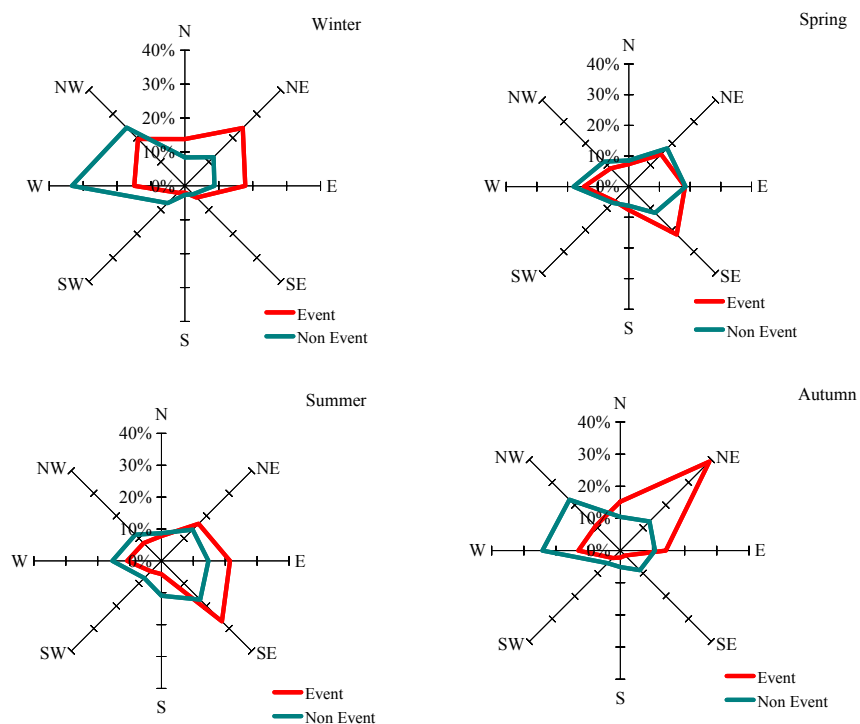 Winter
N
40%
30%
20%
10%
0%
NW
NE
W
E
SW
SE
S
Event
Non Event
Spring
N
40%
30%
20%
10%
0%
NW
NE
W
E
SW
SE
S
Event
Non Event
Summer
N
40%
30%
20%
10%
0%
NW
NE
W
E
SW
SE
S
Event
Non Event
Autumn
N
40%
30%
20%
10%
0%
NW
NE
W
E
SW
SE
S
Event
Non Event